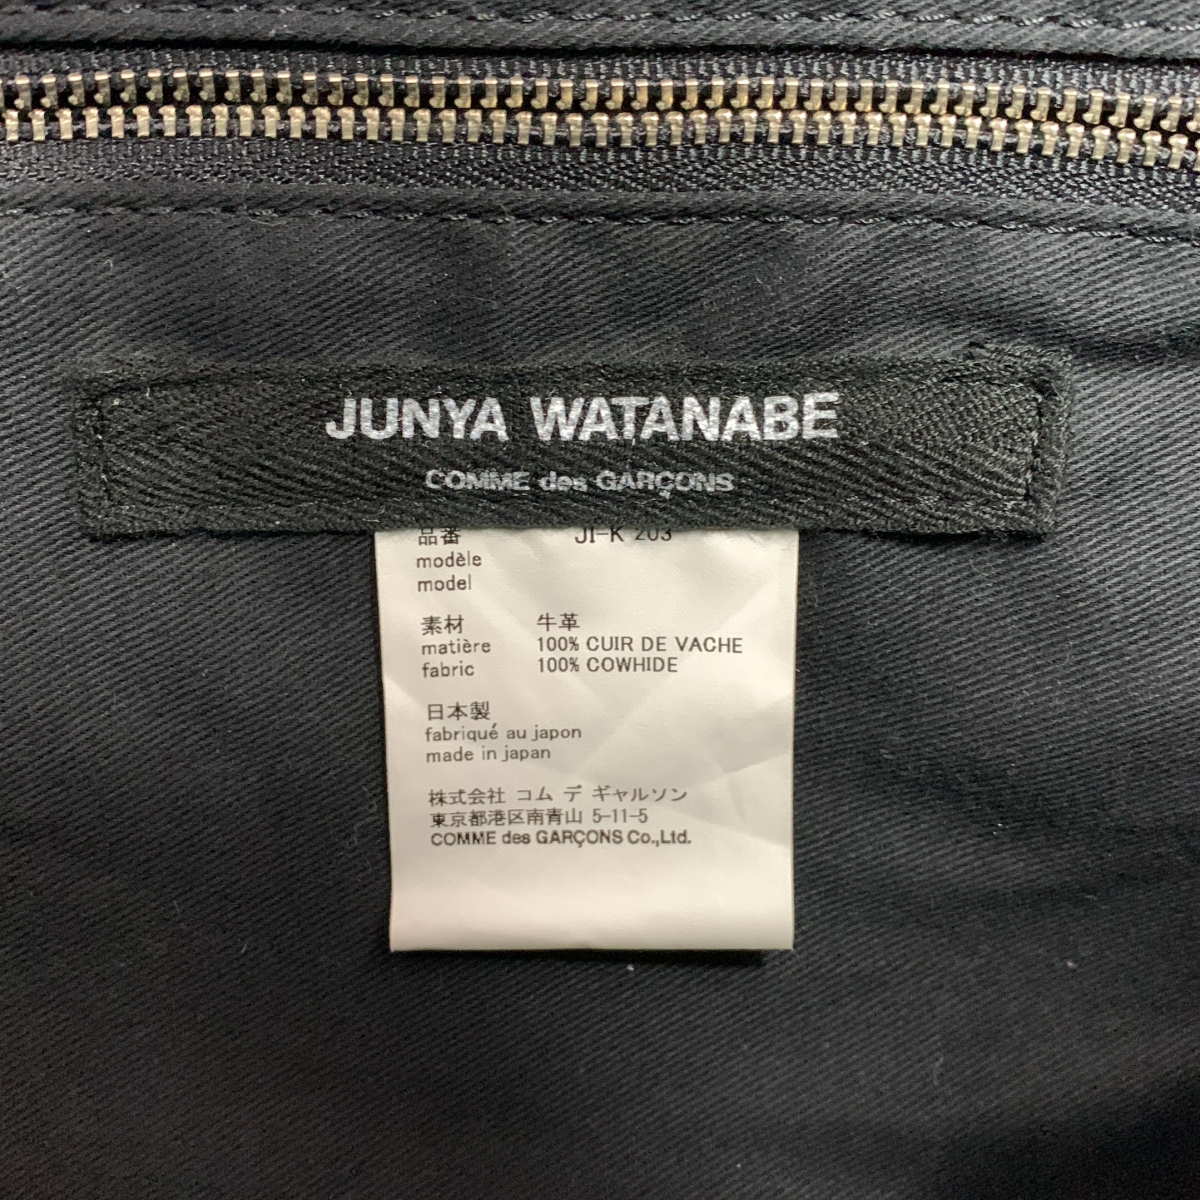 JUNYA WATANABE
COMME des GARÇONS
品番 JI-K 203
modèle
model
素材 牛革
matière 100% CUIR DE VACHE
fabric 100% COWHIDE
日本製
fabriqué au japon
made in japan
株式会社 コム デ ギャルソン
東京都港区南青山 5-11-5
COMME des GARÇONS Co.,Ltd.